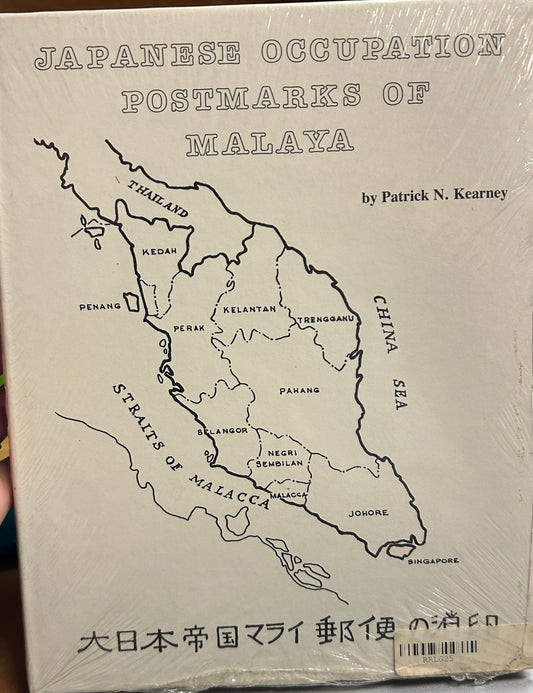 JAPANESE OCCUPATION
POSTMARKS OF
MALAYA
by Patrick N. Kearney
THAILAND
KEDAH
PENANG
PERAK
KELANTAN
TRENGGANU
CHINA SEA
PAHANG
STRAITS OF MALACCA
SELANGOR
NEGRI
SEMBILAN
MALACCA
JOHORE
SINGAPORE
大日本帝国マライ郵便の消印
RRLG25